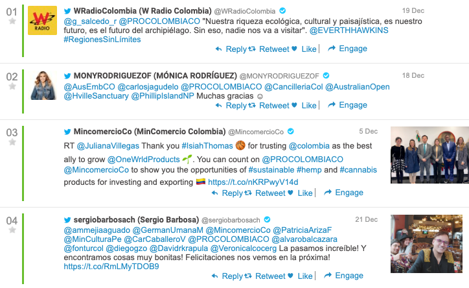 01
W RADIO
WRadioColombia (W Radio Colombia) @WRadioColombia
19 Dec
@g_salcedo_r @PROCOLOMBIACO "Nuestra riqueza ecológica, cultural y paisajística, es nuestro
futuro, es el futuro del archipiélago. Sin eso, nadie nos va a visitar". @EVERTHHAWKINS
#RegionesSinLímites
Reply Retweet Like | Engage
02
MONYRODRIGUEZOF (MÓNICA RODRÍGUEZ) @MONYRODRIGUEZOF
18 Dec
@AusEmbCO @carlosjagudelo @PROCOLOMBIACO @CancilleriaCol @AustralianOpen
@HvilleSanctuary @PhillipIslandNP Muchas gracias ☺
Reply Retweet Like | Engage
03
MincomercioCo (MinComercio Colombia) @MincomercioCo
5 Dec
RT @JulianaVillegas Thank you #IsiahThomas 🏀 for trusting @colombia as the best
ally to grow @OneWorldProducts 🌱. You can count on @PROCOLOMBIACO
@MincomercioCo to show you the opportunities of #sustainable #hemp and #cannabis
products for investing and exporting 🇨🇴 https://t.co/nKRPwyV14d
Reply Retweet Like | Engage
04
sergiobarbosach (Sergio Barbosa) @sergiobarbosach
21 Dec
@ammejiaaguado @GermanUmanaM @MincomercioCo @PatriciaArizaF
@MinCulturaPe @CarCaballeroV @PROCOLOMBIACO @alvarobalcazara
@fonturcol @diegogzo @Davidrkrapula @Veronicalcocerg La pasamos increíble! Y
encontramos cosas muy bonitas! Felicitaciones nos vemos en la próxima!
https://t.co/RmLMyTDOB9
Reply Retweet Like | Engage